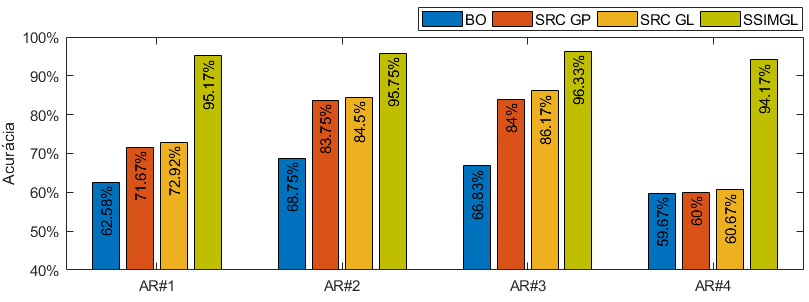 BO SRC GP SRC GL SSIMGL
Acurácia
100%
90%
80%
70%
60%
50%
40%
62.58% 71.67% 72.92% 95.17%
68.75% 83.75% 84.5% 95.75%
66.83% 84% 86.17% 96.33%
59.67% 60% 60.67% 94.17%
AR#1 AR#2 AR#3 AR#4